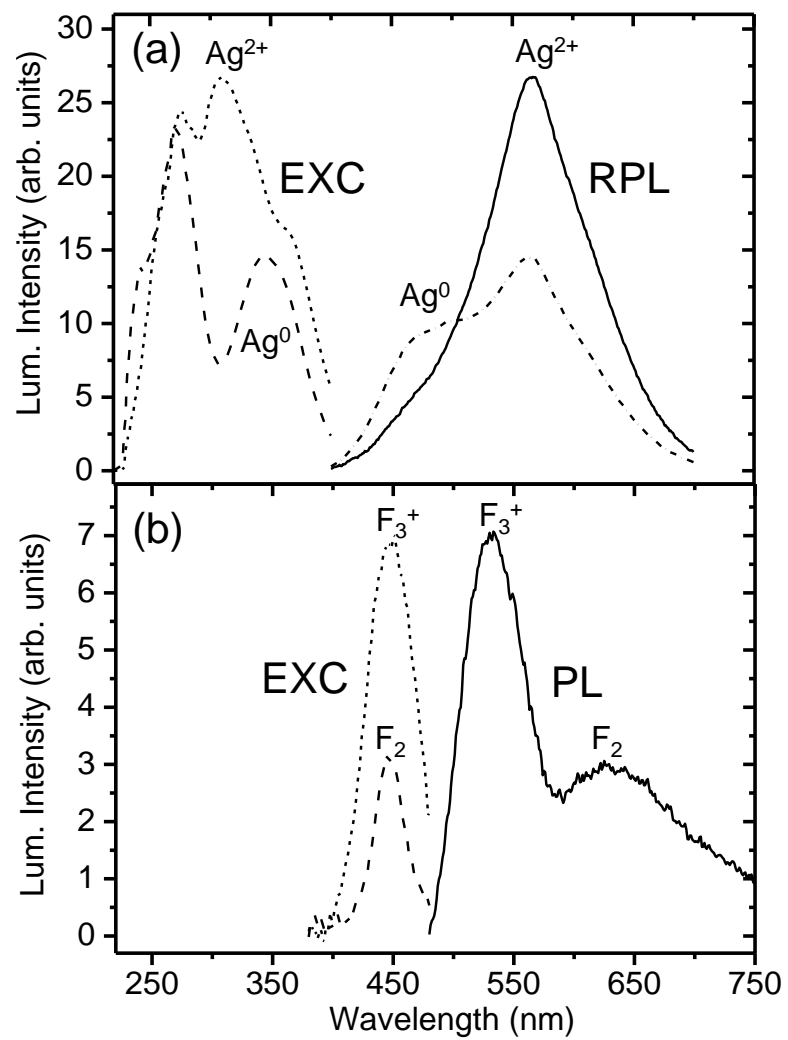 (a)
Ag²⁺
Ag²⁺
EXC
RPL
Ag⁰
Ag⁰
Lum. Intensity (arb. units)
30
25
20
15
10
5
0
(b)
F₃⁺
F₃⁺
EXC
PL
F₂
F₂
Lum. Intensity (arb. units)
7
6
5
4
3
2
1
0
250 350 450 550 650 750
Wavelength (nm)